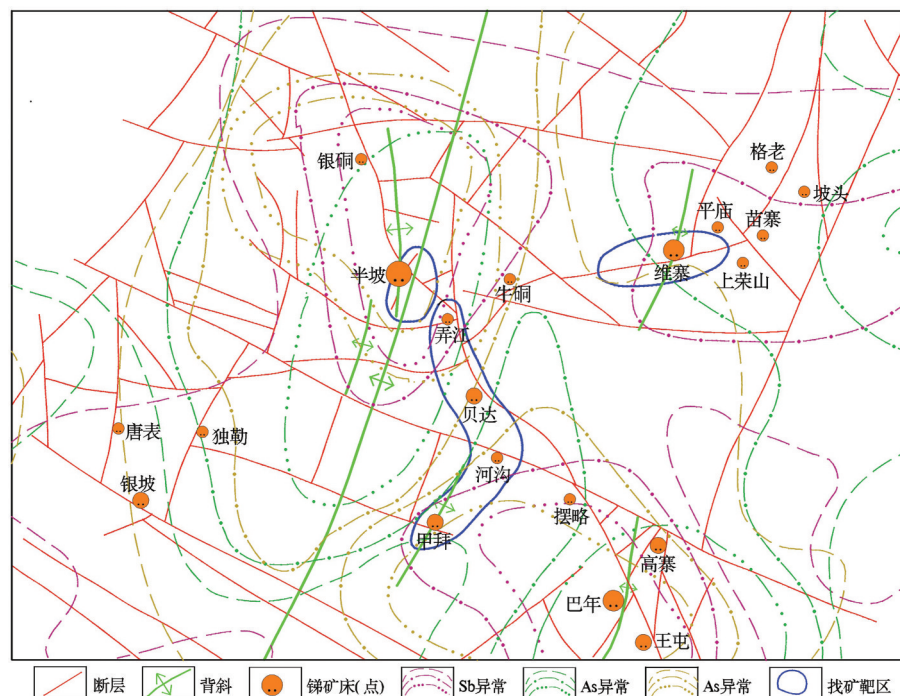 格老
银硐
坡头
平庙
苗寨
半坡
维塞
上荣山
牛硐
弄江
贝达
唐表
独勒
河沟
银坡
摆略
甲拜
高寨
巴年
王屯
断层
背斜
锑矿床(点)
Sb异常
As异常
As异常
找矿靶区